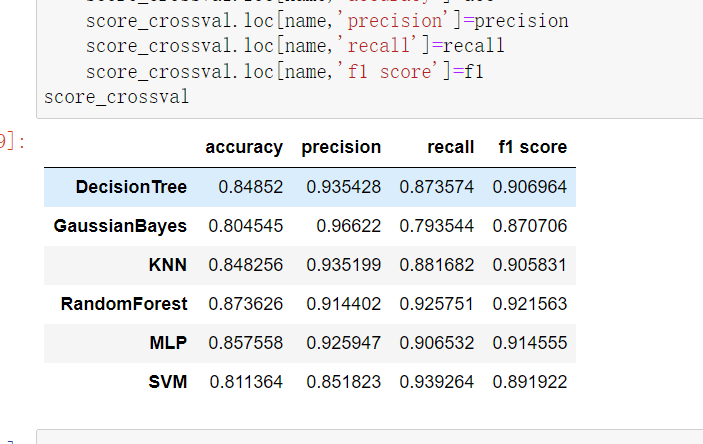 score_crossval.loc[name,'precision']=precision
score_crossval.loc[name,'recall']=recall
score_crossval.loc[name,'f1 score']=f1
score_crossval
9]:
accuracy precision recall f1 score
DecisionTree 0.84852 0.935428 0.873574 0.906964
GaussianBayes 0.804545 0.96622 0.793544 0.870706
KNN 0.848256 0.935199 0.881682 0.905831
RandomForest 0.873626 0.914402 0.925751 0.921563
MLP 0.857558 0.925947 0.906532 0.914555
SVM 0.811364 0.851823 0.939264 0.891922